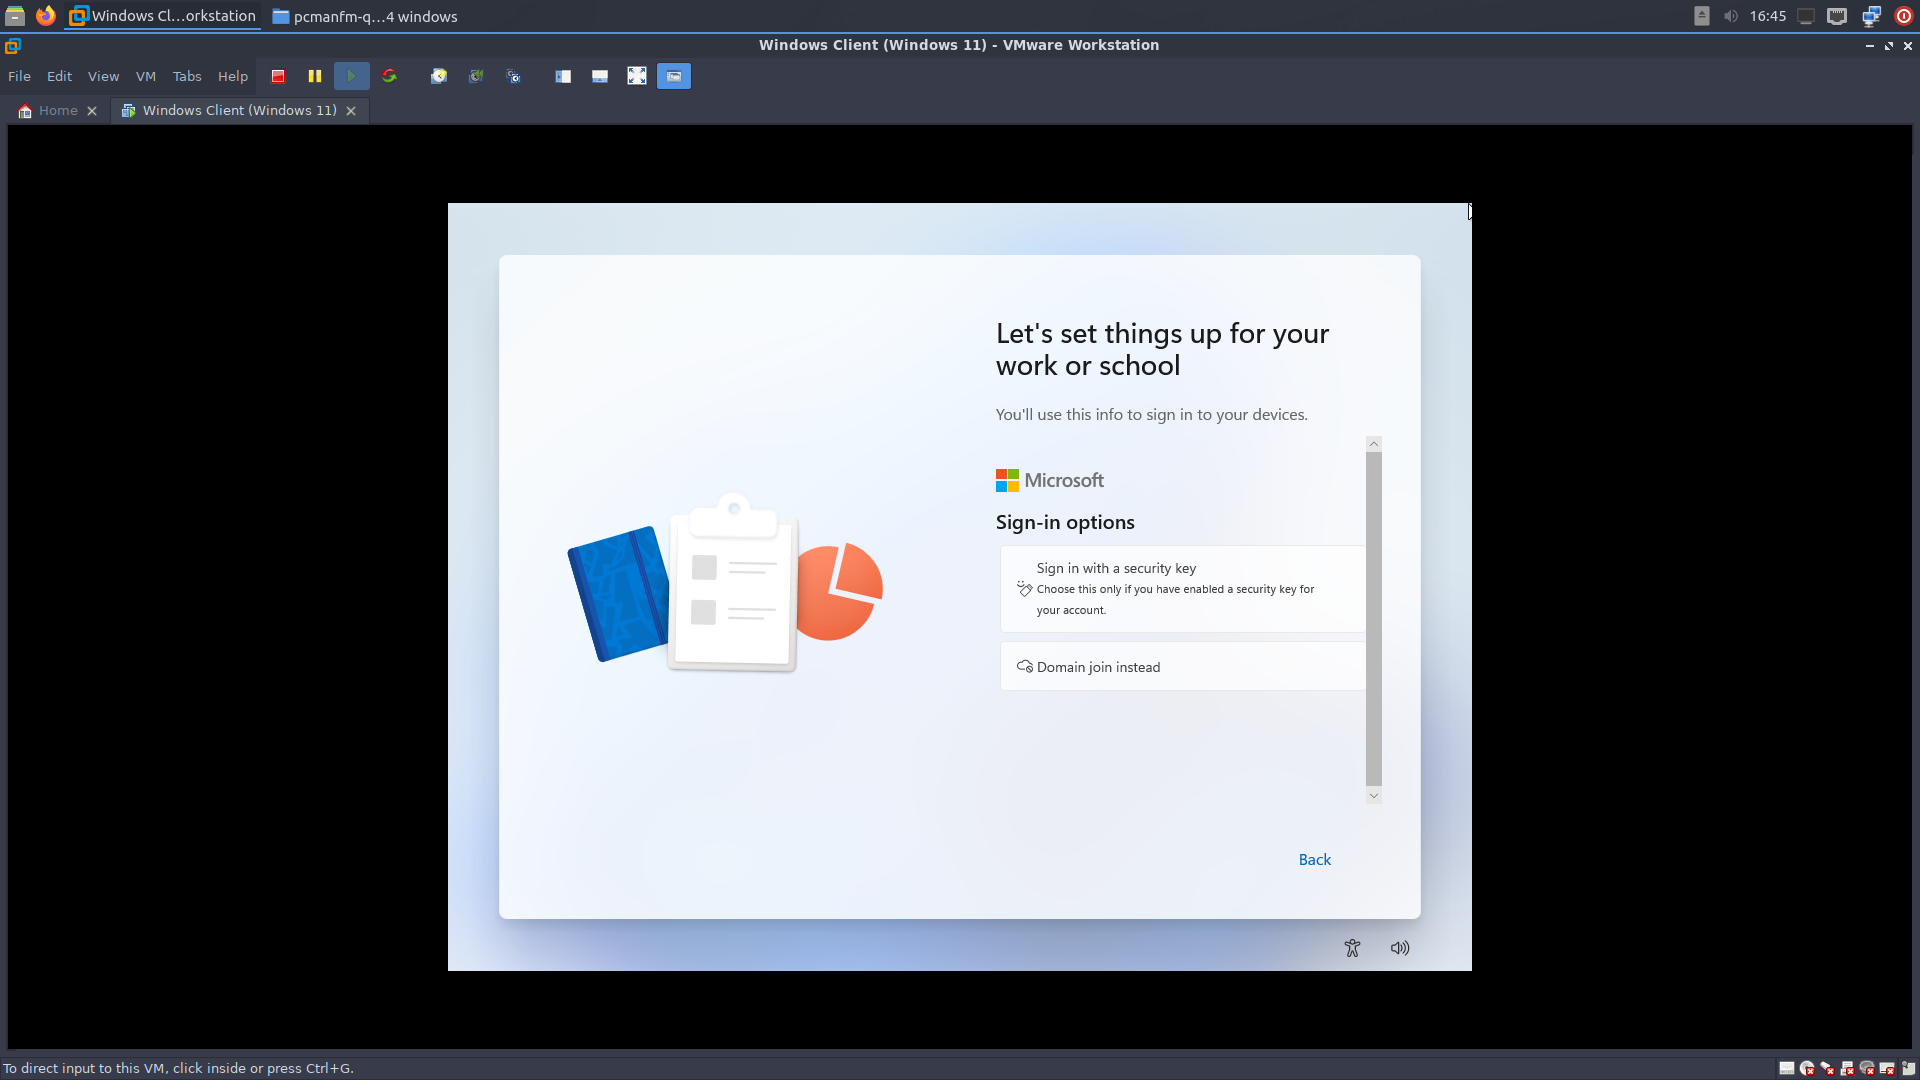 Windows Cl...orkstation
pcmanfm-q...4 windows
16:45
Windows Client (Windows 11) - VMware Workstation
File Edit View VM Tabs Help
Home
Windows Client (Windows 11)
Let's set things up for your
work or school
You'll use this info to sign in to your devices.
Microsoft
Sign-in options
Sign in with a security key
Choose this only if you have enabled a security key for
your account.
Domain join instead
Back
To direct input to this VM, click inside or press Ctrl+G.